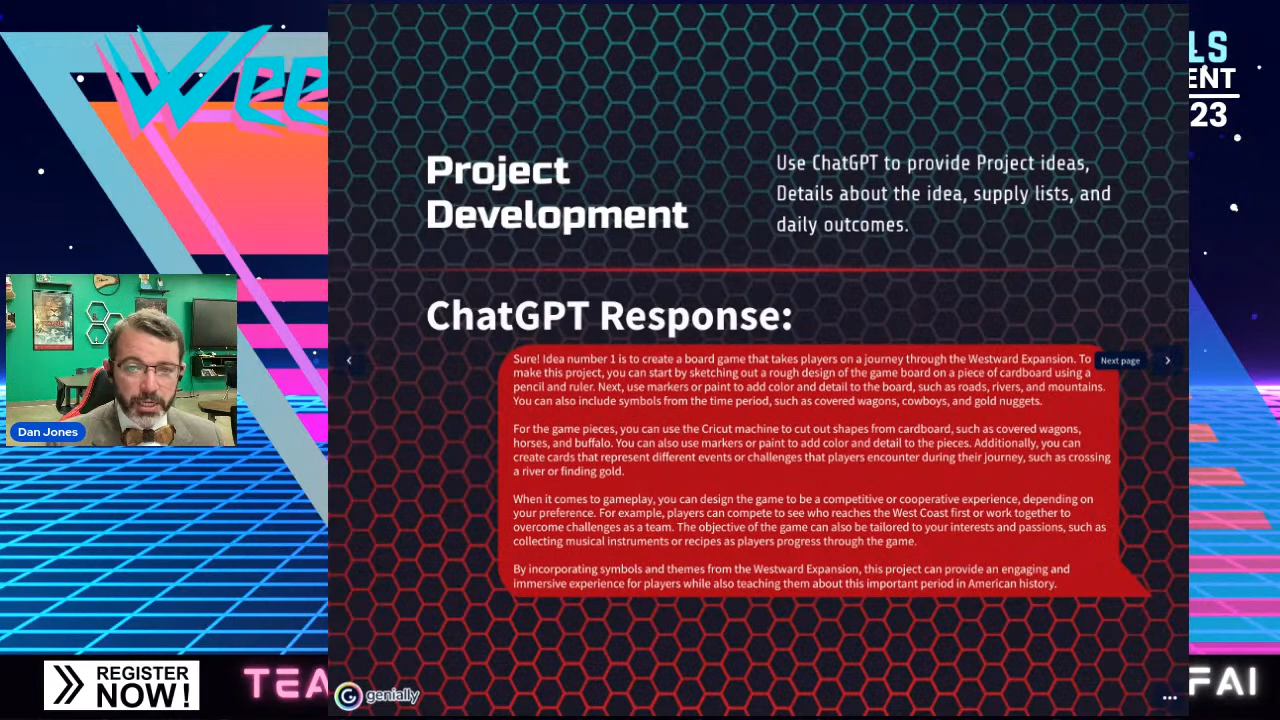 Wee
LS
ENT
23
Project
Development
Use ChatGPT to provide Project ideas,
Details about the idea, supply lists, and
daily outcomes.
ChatGPT Response:
Sure! Idea number 1 is to create a board game that takes players on a journey through the Westward Expansion. To
make this project, you can start by sketching out a rough design of the game board on a piece of cardboard using a
pencil and ruler. Next, use markers or paint to add color and detail to the board, such as roads, rivers, and mountains.
You can also include symbols from the time period, such as covered wagons, cowboys, and gold nuggets.
For the game pieces, you can use the Cricut machine to cut out shapes from cardboard, such as covered wagons,
horses, and buffalo. You can also use markers or paint to add color and detail to the pieces. Additionally, you can
create cards that represent different events or challenges that players encounter during their journey, such as crossing
a river or finding gold.
When it comes to gameplay, you can design the game to be a competitive or cooperative experience, depending on
your preference. For example, players can compete to see who reaches the West Coast first or work together to
overcome challenges as a team. The objective of the game can also be tailored to your interests and passions, such as
collecting musical instruments or recipes as players progress through the game.
By incorporating symbols and themes from the Westward Expansion, this project can provide an engaging and
immersive experience for players while also teaching them about this important period in American history.
Next page
Dan Jones
REGISTER
NOW!
TEA
FAI
genially